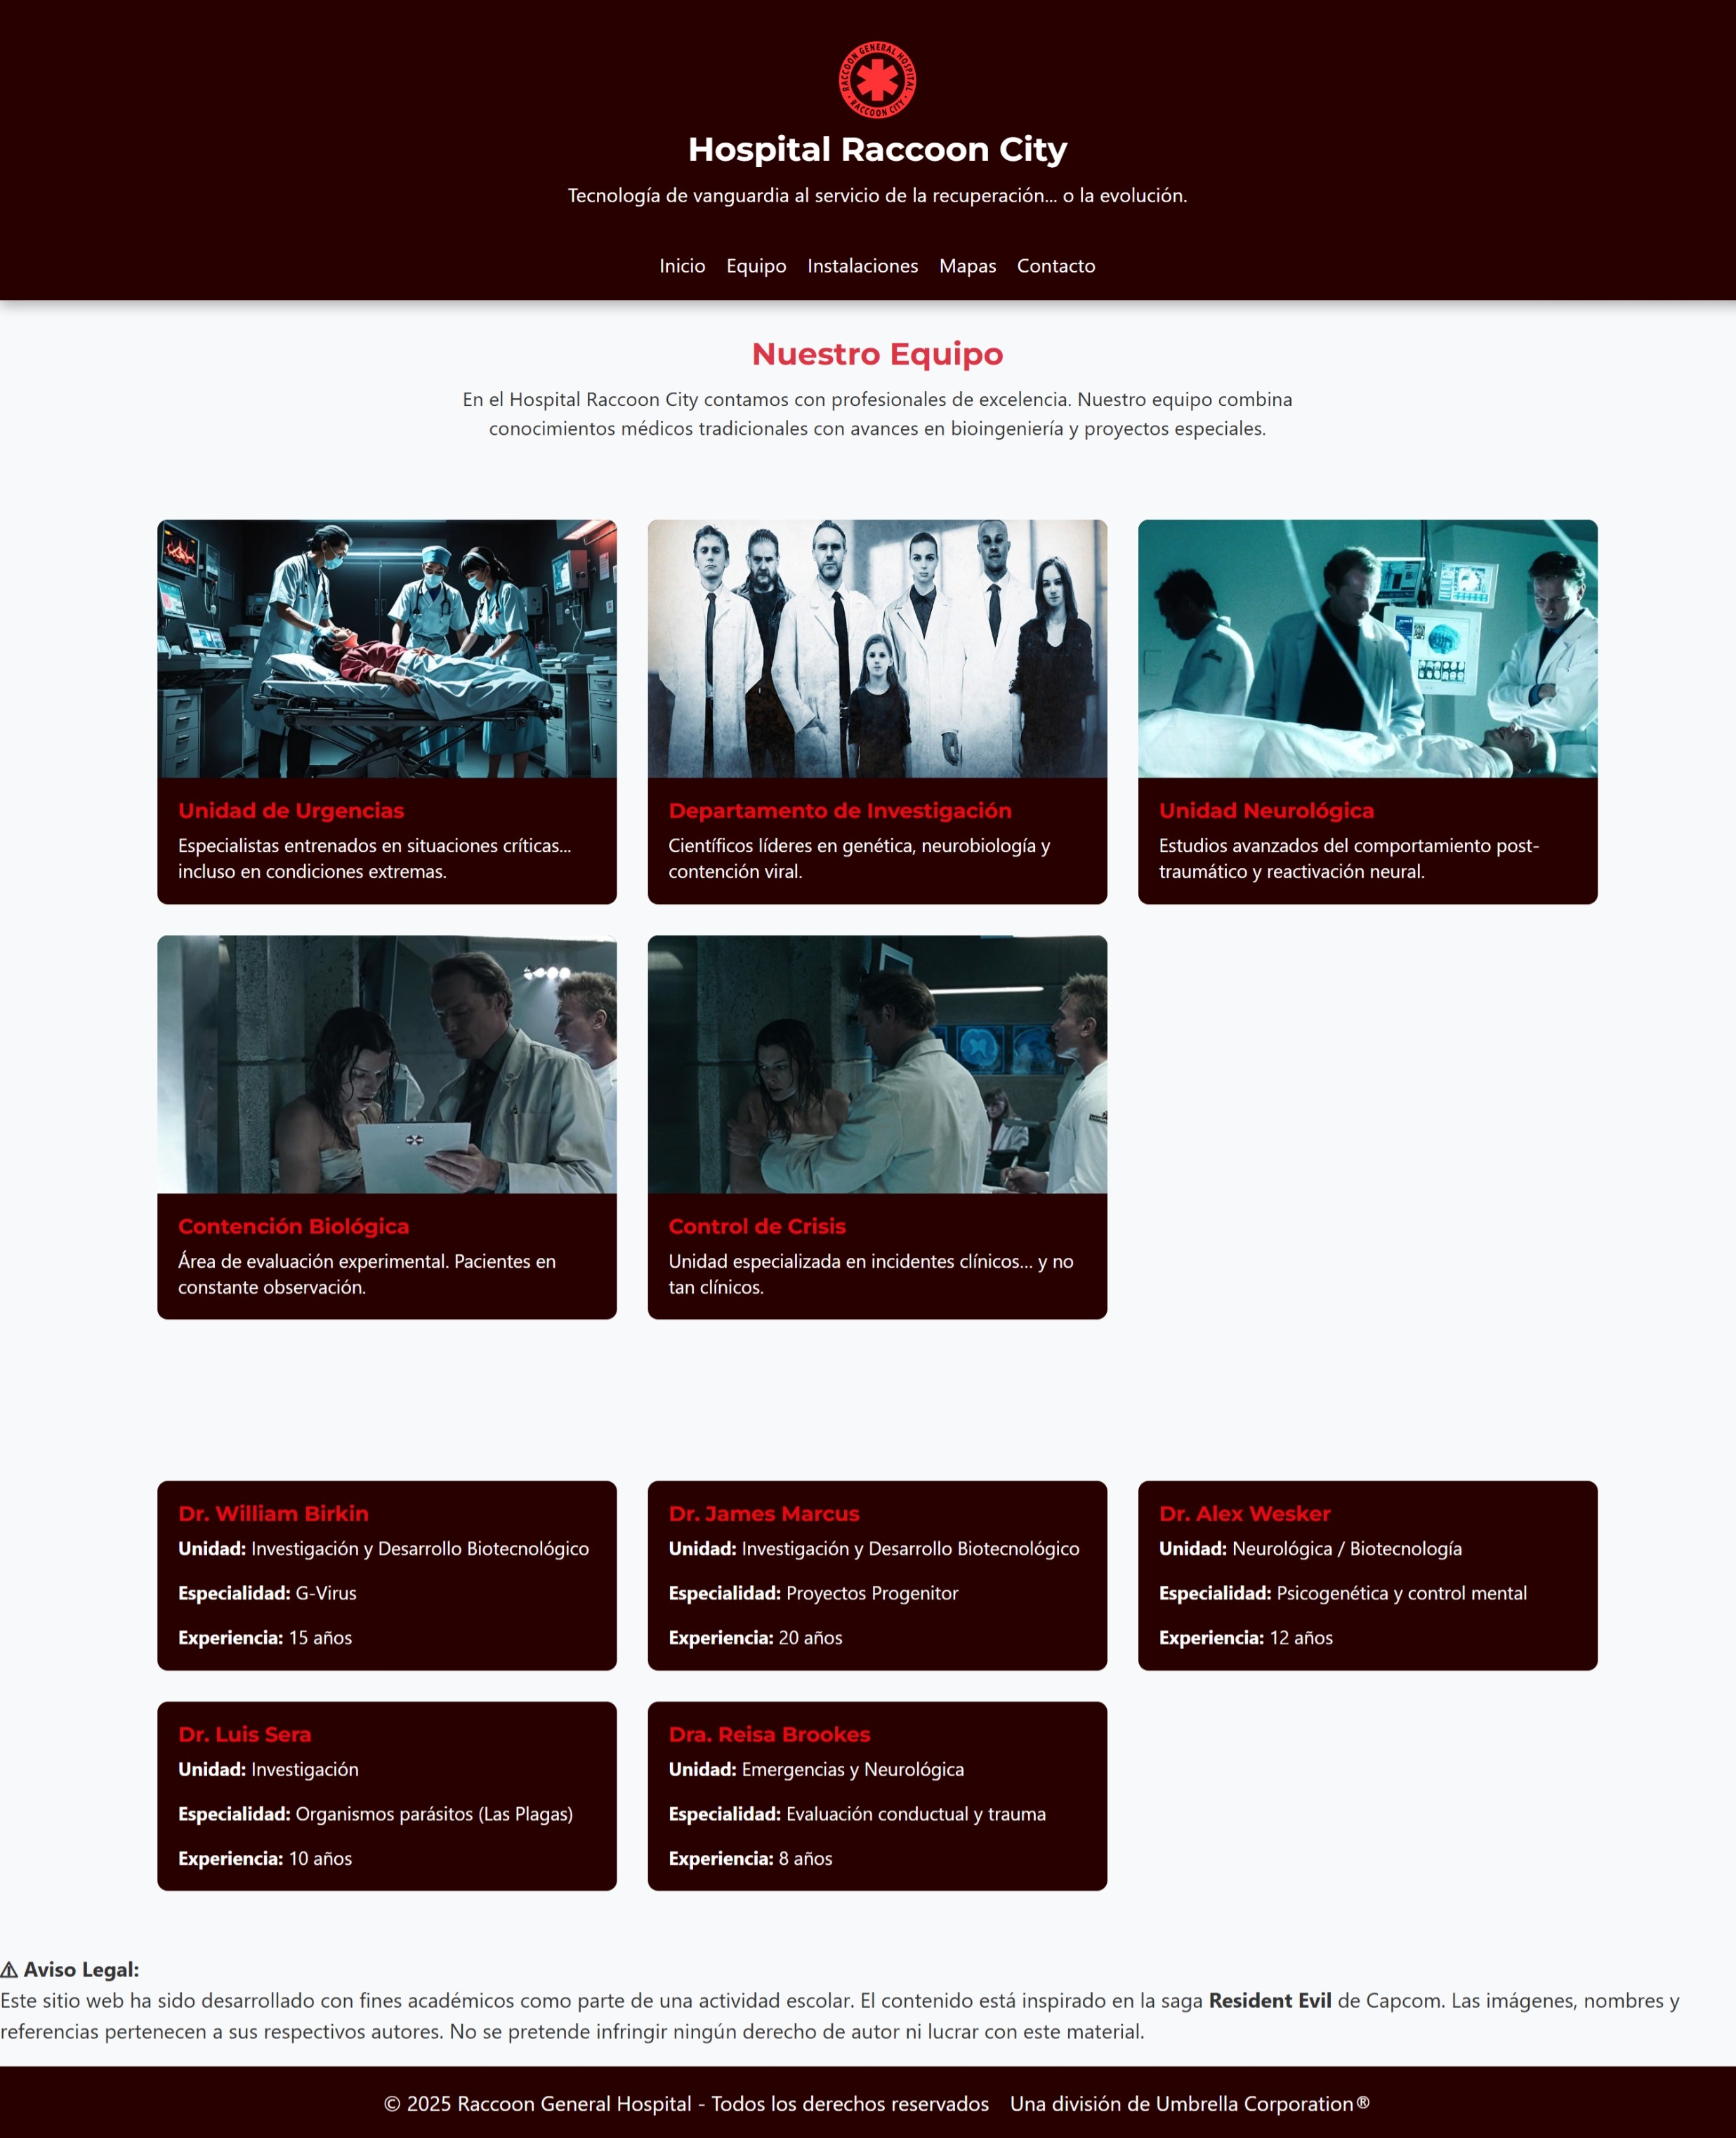 RACCOON GENERAL HOSPITAL
RACCOON CITY
Hospital Raccoon City
Tecnología de vanguardia al servicio de la recuperación... o la evolución.
Inicio Equipo Instalaciones Mapas Contacto
Nuestro Equipo
En el Hospital Raccoon City contamos con profesionales de excelencia. Nuestro equipo combina
conocimientos médicos tradicionales con avances en bioingeniería y proyectos especiales.
Unidad de Urgencias
Especialistas entrenados en situaciones críticas...
incluso en condiciones extremas.
Departamento de Investigación
Científicos líderes en genética, neurobiología y
contención viral.
Unidad Neurológica
Estudios avanzados del comportamiento post-
traumático y reactivación neural.
Contención Biológica
Área de evaluación experimental. Pacientes en
constante observación.
Control de Crisis
Unidad especializada en incidentes clínicos... y no
tan clínicos.
Dr. William Birkin
Unidad: Investigación y Desarrollo Biotecnológico
Especialidad: G-Virus
Experiencia: 15 años
Dr. James Marcus
Unidad: Investigación y Desarrollo Biotecnológico
Especialidad: Proyectos Progenitor
Experiencia: 20 años
Dr. Alex Wesker
Unidad: Neurológica / Biotecnología
Especialidad: Psicogenética y control mental
Experiencia: 12 años
Dr. Luis Sera
Unidad: Investigación
Especialidad: Organismos parásitos (Las Plagas)
Experiencia: 10 años
Dra. Reisa Brookes
Unidad: Emergencias y Neurológica
Especialidad: Evaluación conductual y trauma
Experiencia: 8 años
⚠ Aviso Legal:
Este sitio web ha sido desarrollado con fines académicos como parte de una actividad escolar. El contenido está inspirado en la saga Resident Evil de Capcom. Las imágenes, nombres y
referencias pertenecen a sus respectivos autores. No se pretende infringir ningún derecho de autor ni lucrar con este material.
© 2025 Raccoon General Hospital - Todos los derechos reservados Una división de Umbrella Corporation®